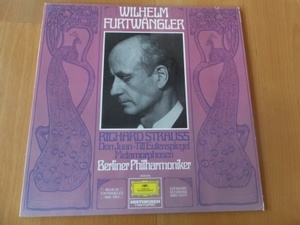 WILHELM
FURTWÄNGLER
RICHARD STRAUSS
Don Juan · Till Eulenspiegel
Metamorphosen
Berliner Philharmoniker